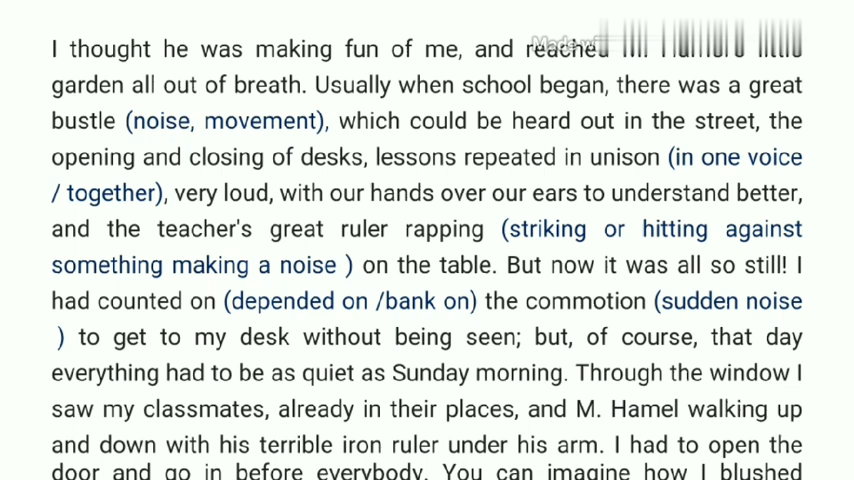 I thought he was making fun of me, and reached
garden all out of breath. Usually when school began, there was a great
bustle (noise, movement), which could be heard out in the street, the
opening and closing of desks, lessons repeated in unison (in one voice
/ together), very loud, with our hands over our ears to understand better,
and the teacher's great ruler rapping (striking or hitting against
something making a noise ) on the table. But now it was all so still! I
had counted on (depended on /bank on) the commotion (sudden noise
) to get to my desk without being seen; but, of course, that day
everything had to be as quiet as Sunday morning. Through the window I
saw my classmates, already in their places, and M. Hamel walking up
and down with his terrible iron ruler under his arm. I had to open the
door and go in before everybody. You can imagine how I blushed